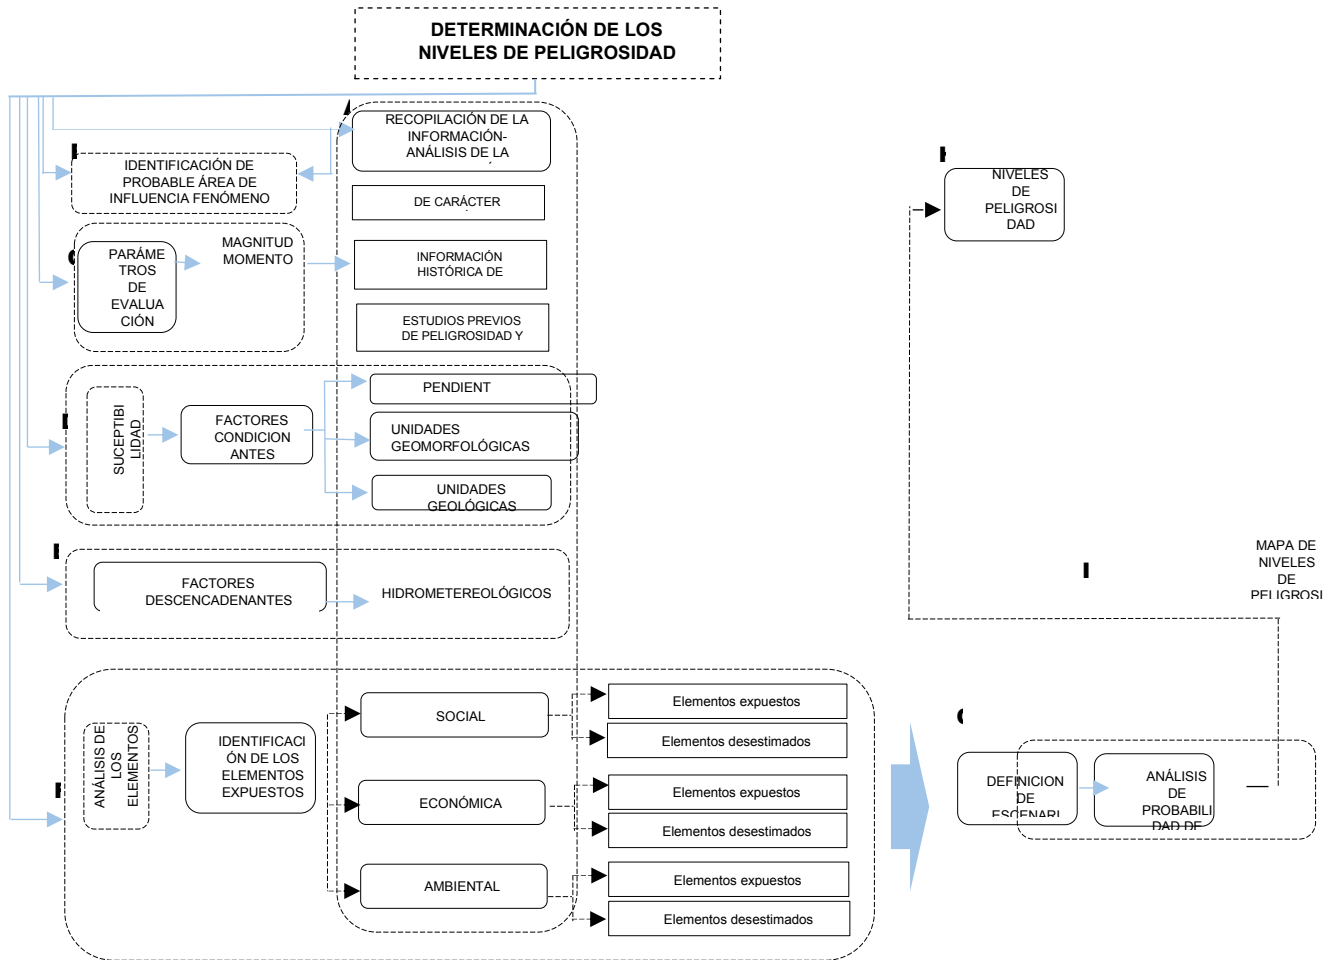 DETERMINACIÓN DE LOS
NIVELES DE PELIGROSIDAD
RECOPILACIÓN DE LA
INFORMACIÓN-
ANÁLISIS DE LA
IDENTIFICACIÓN DE
PROBABLE ÁREA DE
INFLUENCIA FENÓMENO
DE CARÁCTER
PARÁME
TROS
DE
EVALUA
CIÓN
MAGNITUD
MOMENTO
INFORMACIÓN
HISTÓRICA DE
ESTUDIOS PREVIOS
DE PELIGROSIDAD Y
SUCEPTIBI
LIDAD
FACTORES
CONDICION
ANTES
PENDIENT
UNIDADES
GEOMORFOLÓGICAS
UNIDADES
GEOLÓGICAS
FACTORES
DESCENCADENANTES
HIDROMETEREOLÓGICOS
ANÁLISIS DE
LOS
ELEMENTOS
IDENTIFICACI
ÓN DE LOS
ELEMENTOS
EXPUESTOS
SOCIAL
Elementos expuestos
Elementos desestimados
ECONÓMICA
Elementos expuestos
Elementos desestimados
AMBIENTAL
Elementos expuestos
Elementos desestimados
NIVELES
DE
PELIGROSI
DAD
MAPA DE
NIVELES
DE
PELIGROSI
DEFINICION
DE
ESCENARI
ANÁLISIS
DE
PROBABILI
DAD DE